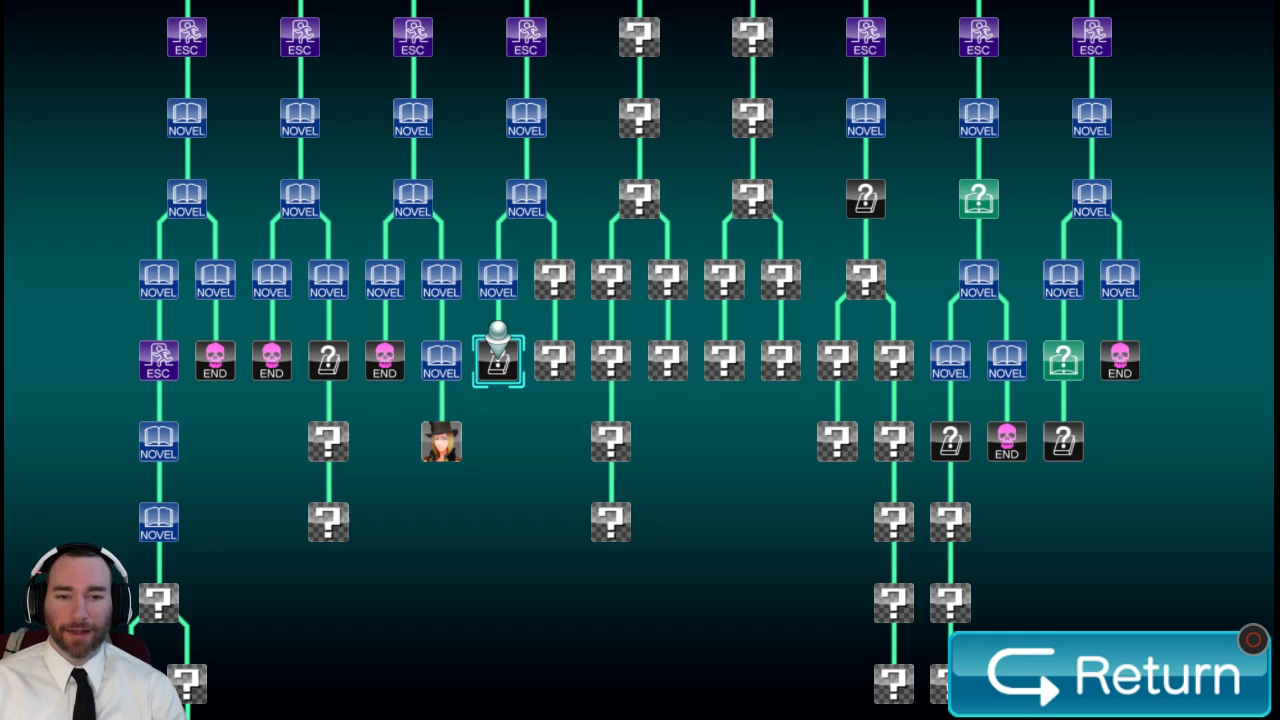 ESC ESC ESC ESC ? ? ESC ESC ESC
NOVEL NOVEL NOVEL NOVEL ? ? NOVEL NOVEL NOVEL
NOVEL NOVEL NOVEL NOVEL ? ? ? ? NOVEL
NOVEL NOVEL NOVEL NOVEL NOVEL NOVEL NOVEL ? ? ? ? ? ? NOVEL NOVEL NOVEL
ESC END END ? END NOVEL ? ? ? ? ? ? ? ? NOVEL NOVEL ? END
NOVEL ? ? ? ? ? END ?
NOVEL ? ? ? ?
? ? ?
? ? ? Return